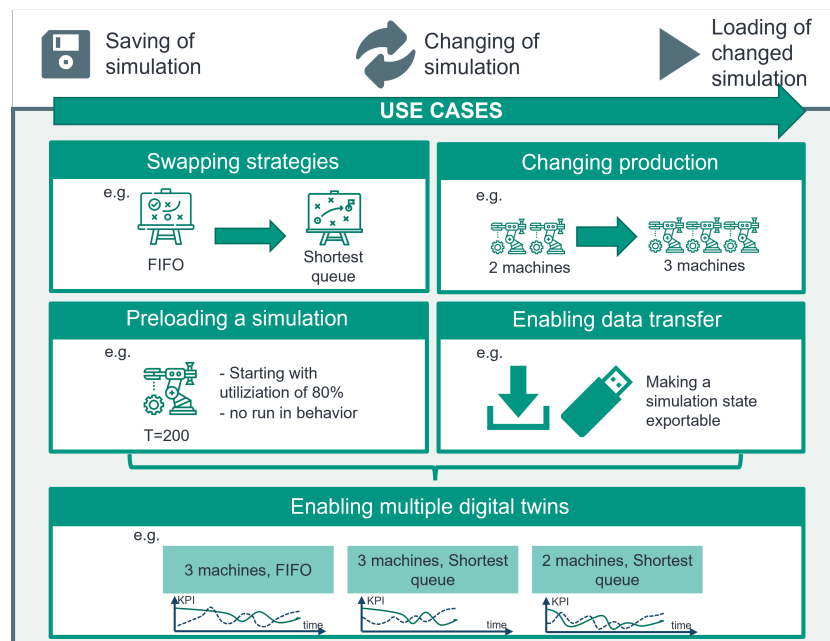 Saving of
simulation
Changing of
simulation
Loading of
changed
simulation
USE CASES
Swapping strategies
e.g.
FIFO
Shortest
queue
Changing production
e.g.
2 machines
3 machines
Preloading a simulation
e.g.
- Starting with
utiliziation of 80%
- no run in behavior
T=200
Enabling data transfer
e.g.
Making a
simulation state
exportable
Enabling multiple digital twins
e.g.
3 machines, FIFO
3 machines, Shortest
queue
2 machines, Shortest
queue
KPI
time
KPI
time
KPI
time